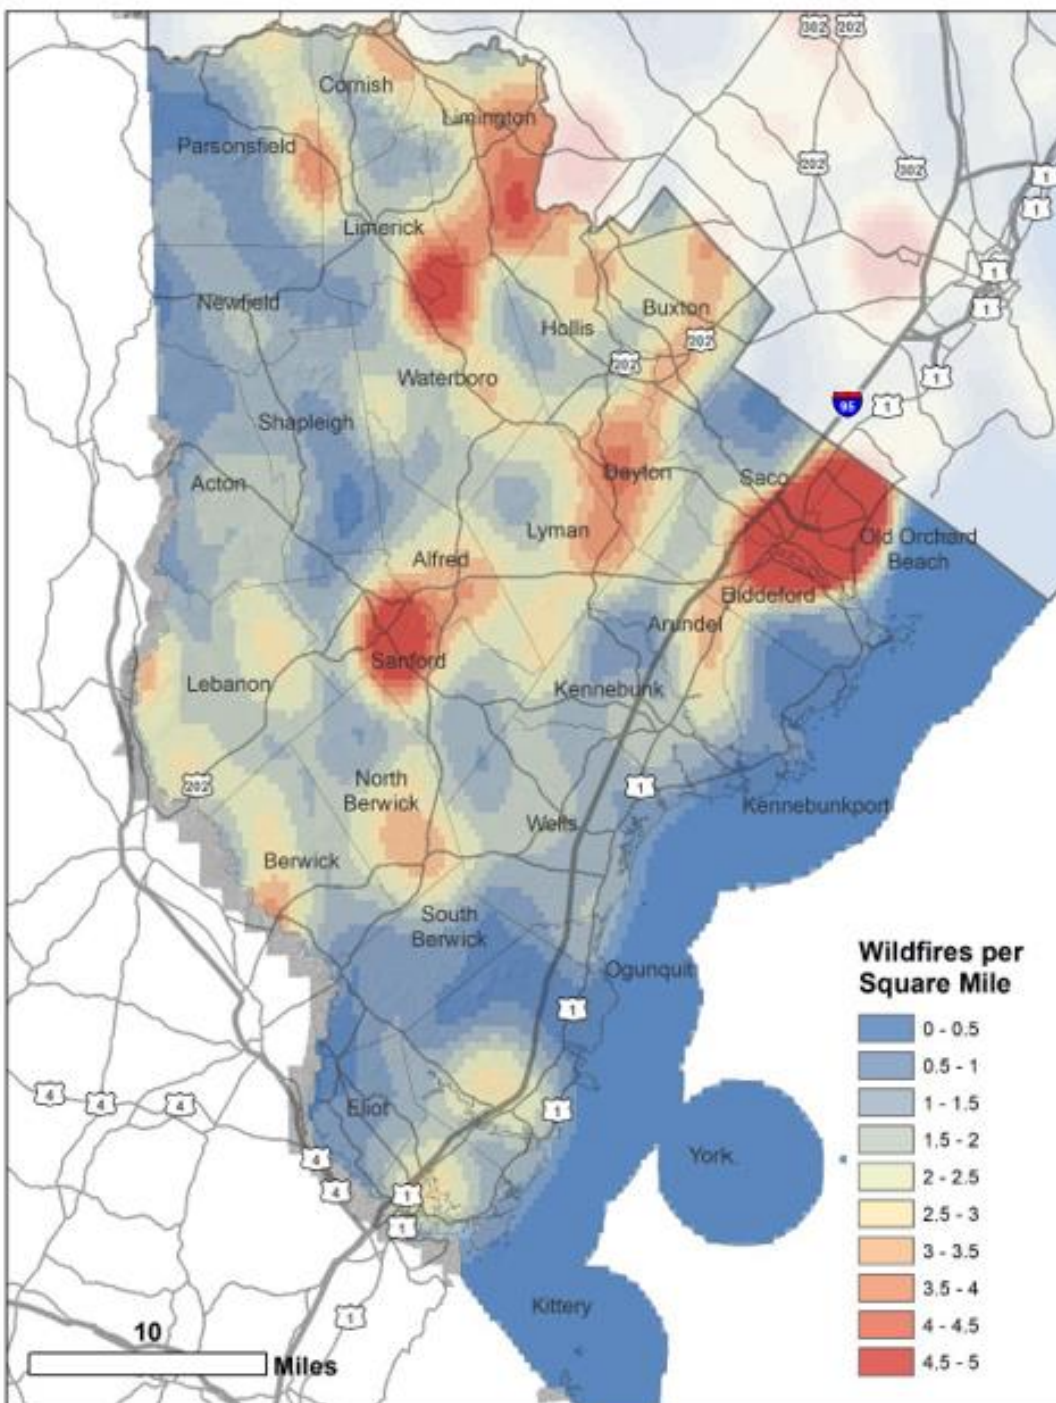 302 202
Cornish
Limington
Parsonsfield
202
302
1
1
Limerick
1
Newfield
Buxton
1
Hollis
202
202
Waterboro
1
95
1
Shapleigh
Dayton
Saco
Acton
Lyman
Old Orchard
Beach
Alfred
Biddeford
Arundel
Sanford
Lebanon
Kennebunk
202
North
Berwick
1
Kennebunkport
Wells
Berwick
South
Berwick
Ogunquit
1
4
4
4
Eliot
1
4
York
4
1
1
Kittery
1
Wildfires per
Square Mile
0 - 0.5
0.5 - 1
1 - 1.5
1.5 - 2
2 - 2.5
2.5 - 3
3 - 3.5
3.5 - 4
4 - 4.5
4.5 - 5
10
Miles